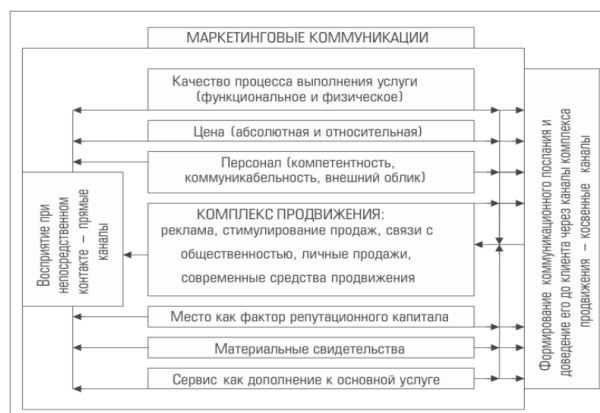 МАРКЕТИНГОВЫЕ КОММУНИКАЦИИ
Качество процесса выполнения услуги
(функциональное и физическое)
Цена (абсолютная и относительная)
Персонал (компетентность,
коммуникабельность, внешний облик)
Восприятие при
непосредственном
контакте – прямые
каналы
КОМПЛЕКС ПРОДВИЖЕНИЯ:
реклама, стимулирование продаж, связи с
общественностью, личные продажи,
современные средства продвижения
Место как фактор репутационного капитала
Материальные свидетельства
Сервис как дополнение к основной услуге
Формирование коммуникационного послания и
доведение его до клиента через каналы комплекса
продвижения – косвенные каналы